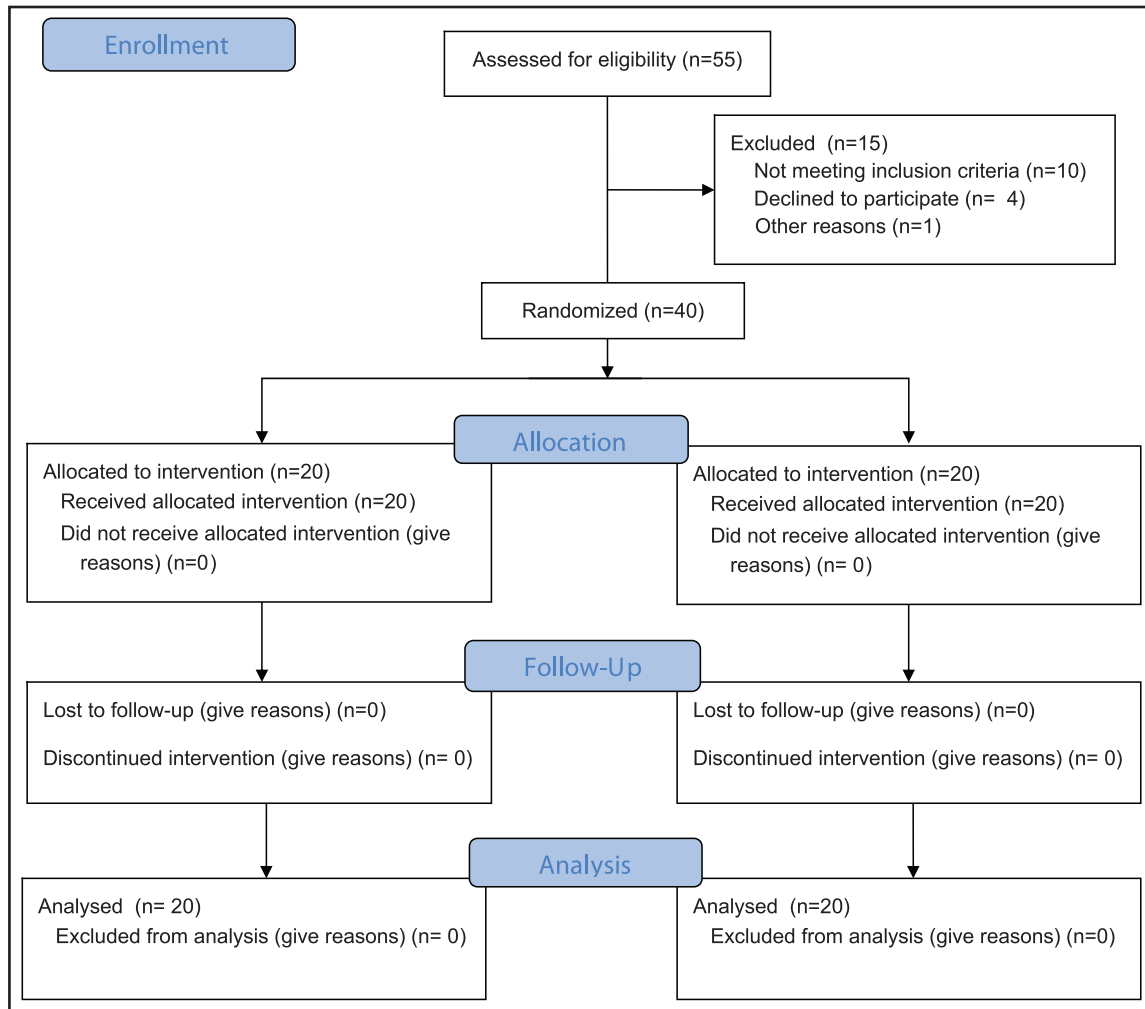 Enrollment
Assessed for eligibility (n=55)
Excluded  (n=15)
Not meeting inclusion criteria (n=10)
Declined to participate (n=  4)
Other reasons (n=1)
Randomized (n=40)
Allocation
Allocated to intervention (n=20)
Received allocated intervention (n=20)
Did not receive allocated intervention (give
reasons) (n=0)
Allocated to intervention (n=20)
Received allocated intervention (n=20)
Did not receive allocated intervention (give
reasons) (n= 0)
Follow-Up
Lost to follow-up (give reasons) (n=0)
Discontinued intervention (give reasons) (n= 0)
Lost to follow-up (give reasons) (n=0)
Discontinued intervention (give reasons) (n= 0)
Analysis
Analysed  (n= 20)
Excluded from analysis (give reasons) (n= 0)
Analysed  (n=20)
Excluded from analysis (give reasons) (n=0)